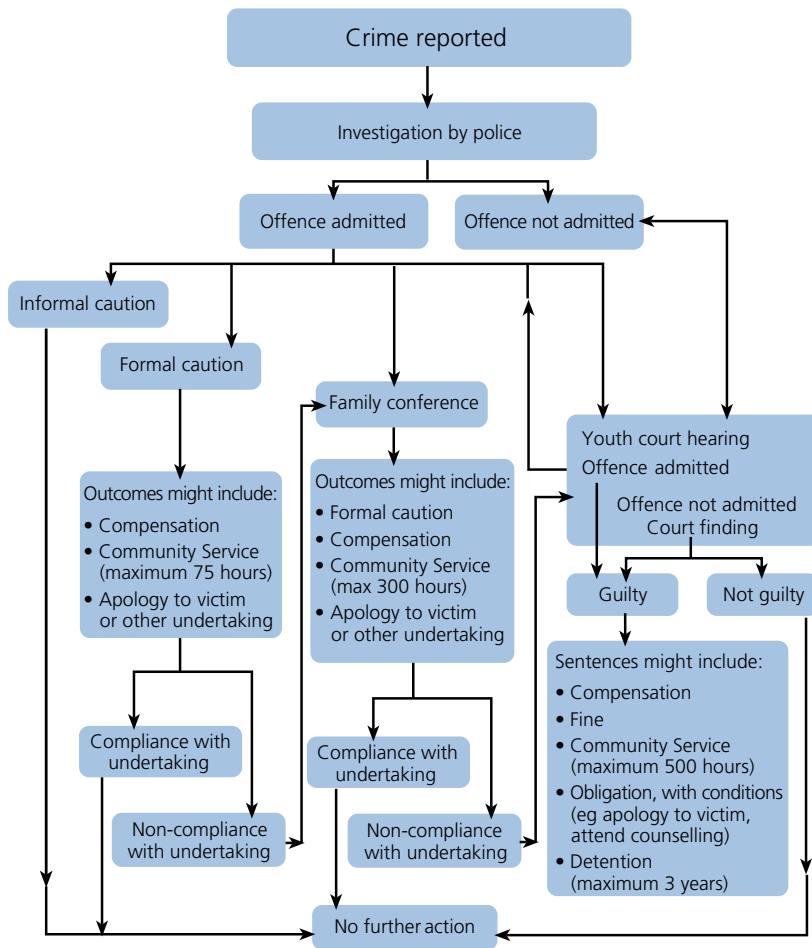 Crime reported
Investigation by police
Offence admitted
Offence not admitted
Informal caution
Formal caution
Family conference
Youth court hearing
Offence admitted
Offence not admitted
Court finding
Outcomes might include:
• Compensation
• Community Service
(maximum 75 hours)
• Apology to victim
or other undertaking
Outcomes might include:
• Formal caution
• Compensation
• Community Service
(max 300 hours)
• Apology to victim
or other undertaking
Guilty
Not guilty
Sentences might include:
• Compensation
• Fine
• Community Service
(maximum 500 hours)
• Obligation, with conditions
(eg apology to victim,
attend counselling)
• Detention
(maximum 3 years)
Compliance with
undertaking
Non-compliance
with undertaking
Compliance with
undertaking
Non-compliance
with undertaking
No further action